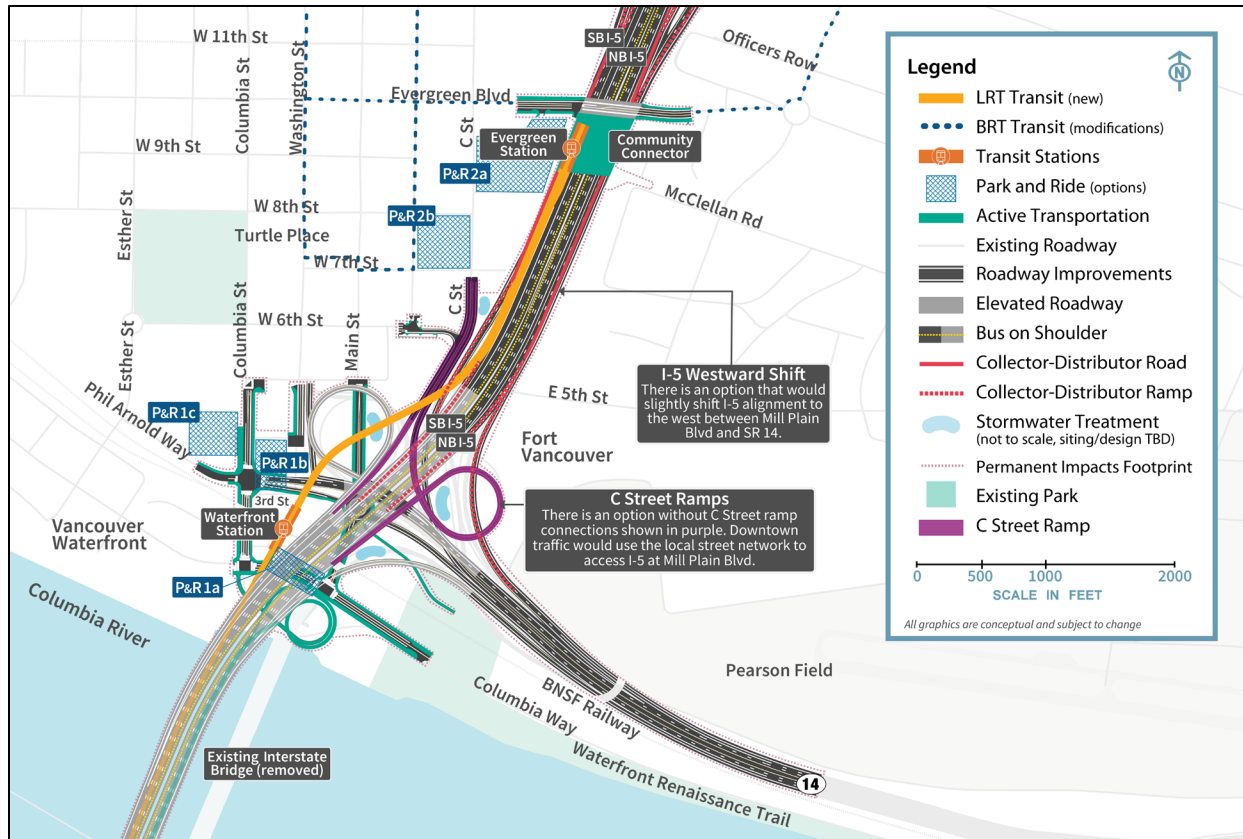 W 11th St
Columbia St
Washington St
SB I-5
NB I-5
Officers Row
Evergreen Blvd
C St
W 9th St
Evergreen
Station
Community
Connector
P&R2a
McClellan Rd
Esther St
W 8th St
P&R2b
Turtle Place
W 7th St
Columbia St
C St
W 6th St
Main St
Esther St
Phil Arnold Way
P&R1c
E 5th St
I-5 Westward Shift
There is an option that would
slightly shift I-5 alignment to
the west between Mill Plain
Blvd and SR 14.
SB I-5
NB I-5
Fort
Vancouver
P&R1b
3rd St
C Street Ramps
There is an option without C Street ramp
connections shown in purple. Downtown
traffic would use the local street network to
access I-5 at Mill Plain Blvd.
Waterfront
Station
Vancouver
Waterfront
P&R1a
Columbia River
Pearson Field
BNSF Railway
Columbia Way
Waterfront Renaissance Trail
Existing Interstate
Bridge (removed)
14
Legend
N
LRT Transit (new)
BRT Transit (modifications)
Transit Stations
Park and Ride (options)
Active Transportation
Existing Roadway
Roadway Improvements
Elevated Roadway
Bus on Shoulder
Collector-Distributor Road
Collector-Distributor Ramp
Stormwater Treatment
(not to scale, siting/design TBD)
Permanent Impacts Footprint
Existing Park
C Street Ramp
0 500 1000 2000
SCALE IN FEET
All graphics are conceptual and subject to change